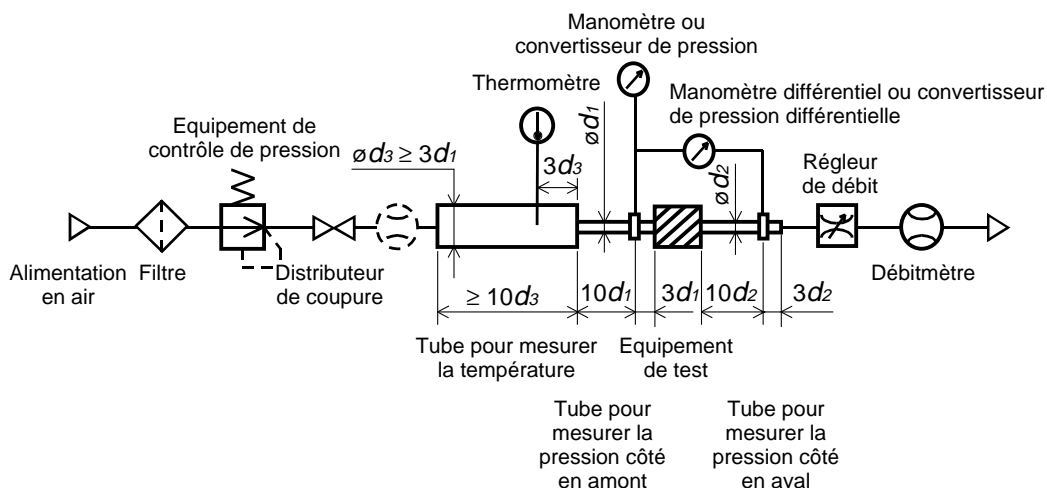 Manomètre ou
convertisseur de pression
Thermomètre
Manomètre différentiel ou convertisseur
de pression différentielle
Equipement de
contrôle de pression
ød3 ≥ 3d1
3d3
ød1
ød2
Régleur
de débit
Alimentation
en air
Filtre
Distributeur
de coupure
Débitmètre
≥ 10d3
10d1
3d1
10d2
3d2
Tube pour mesurer
la température
Equipement
de test
Tube pour
mesurer la
pression côté
en amont
Tube pour
mesurer la
pression côté
en aval